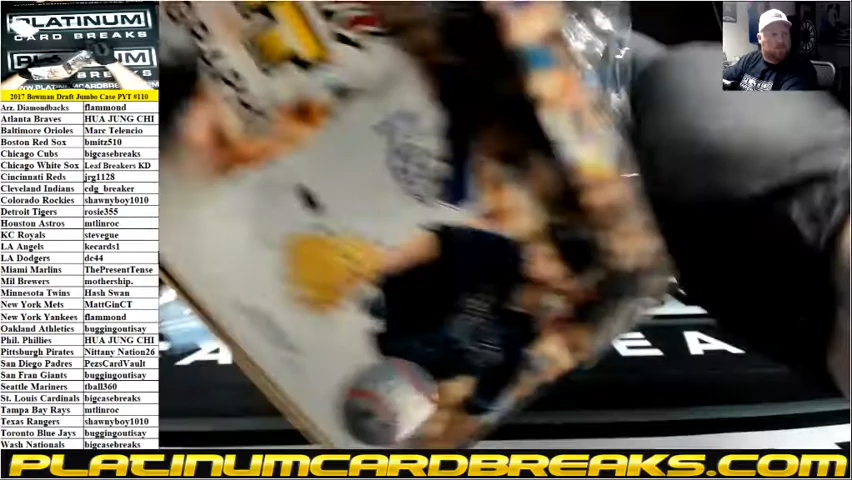 PLATINUM
CARD BREAKS
PLATINUM
BREAKS
2017 Bowman Draft Jumbo Case PYT #110
Arz. Diamondbacks flammond
Atlanta Braves HUA JUNG CHI
Baltimore Orioles Marc Telencio
Boston Red Sox bmitz510
Chicago Cubs bigcasebreaks
Chicago White Sox Leaf Breakers KD
Cincinnati Reds jrg1128
Cleveland Indians cdg_breaker
Colorado Rockies shawnyboy1010
Detroit Tigers rosie355
Houston Astros mtlinroc
KC Royals stevegue
LA Angels kecards1
LA Dodgers dc44
Miami Marlins ThePresentTense
Mil Brewers mothership.
Minnesota Twins Hash Swan
New York Mets MattGinCT
New York Yankees flammond
Oakland Athletics buggingoutisay
Phil. Phillies HUA JUNG CHI
Pittsburgh Pirates Nittany Nation26
San Diego Padres PezsCardVault
San Fran Giants buggingoutisay
Seattle Mariners tball360
St. Louis Cardinals bigcasebreaks
Tampa Bay Rays mtlinroc
Texas Rangers shawnyboy1010
Toronto Blue Jays buggingoutisay
Wash Nationals bigcasebreaks
PLATINUMCARDBREAKS.COM